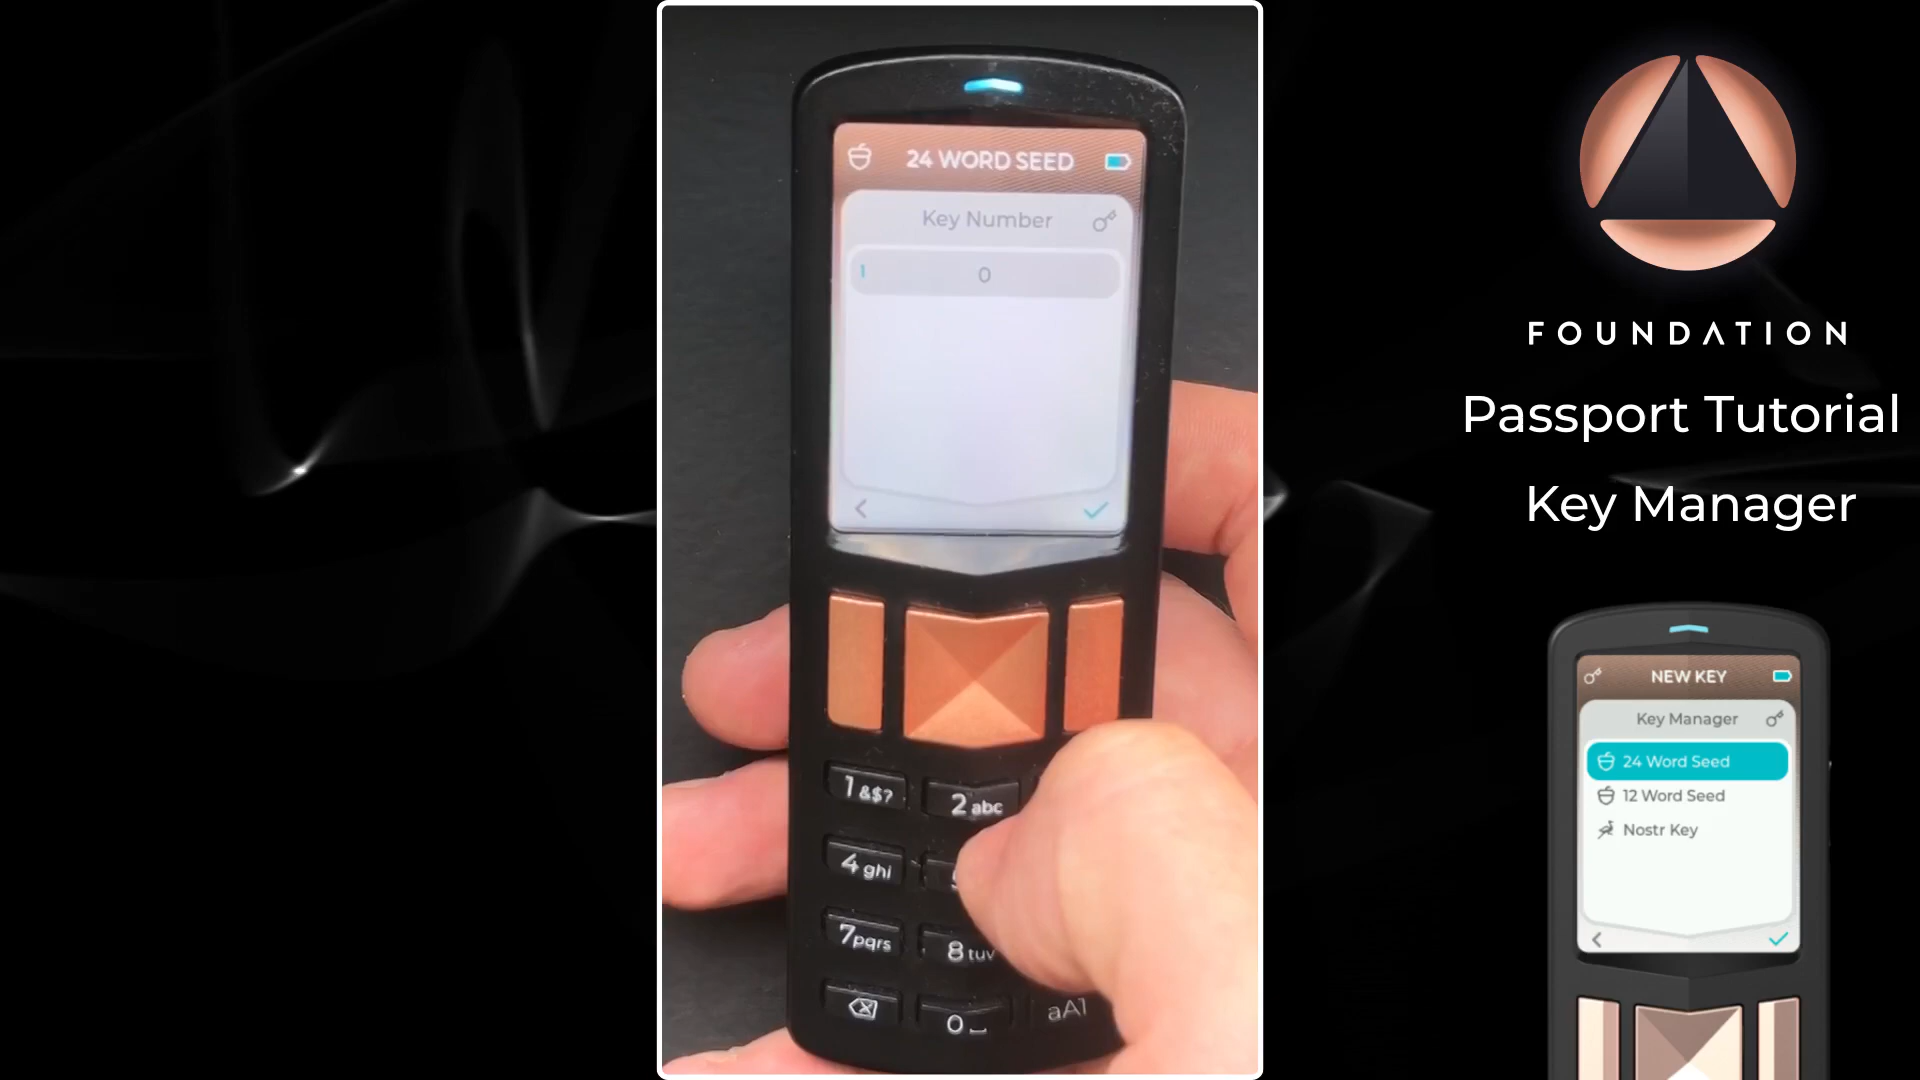 24 WORD SEED
Key Number
1
0
1 &$?
2 abc
4 ghi
7 pqrs
8 tuv
0
aA1
FOUNDATION
Passport Tutorial
Key Manager
NEW KEY
Key Manager
24 Word Seed
12 Word Seed
Nostr Key